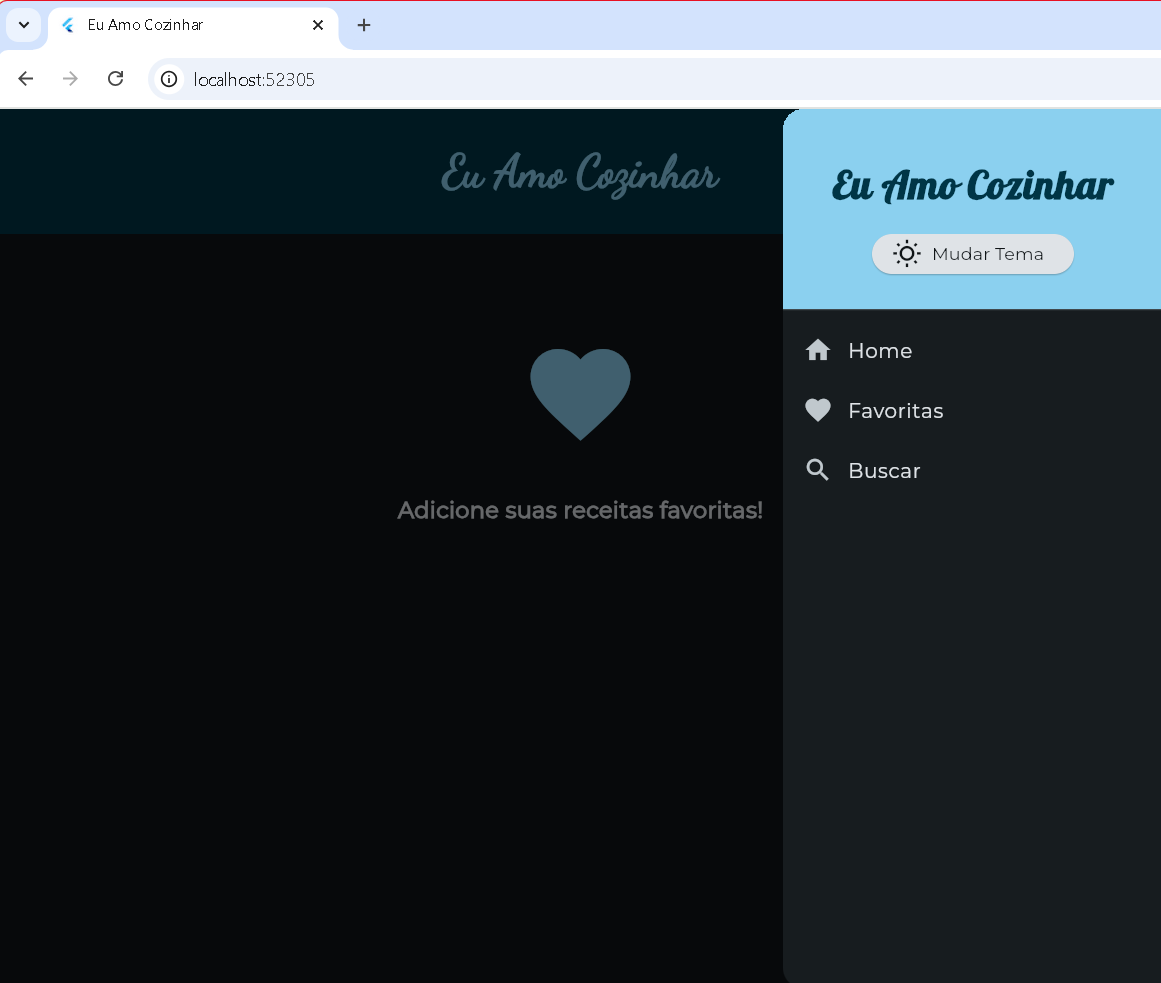 Eu Amo Cozinhar
localhost:52305
Eu Amo Cozinhar
Adicione suas receitas favoritas!
Eu Amo Cozinhar
Mudar Tema
Home
Favoritas
Buscar